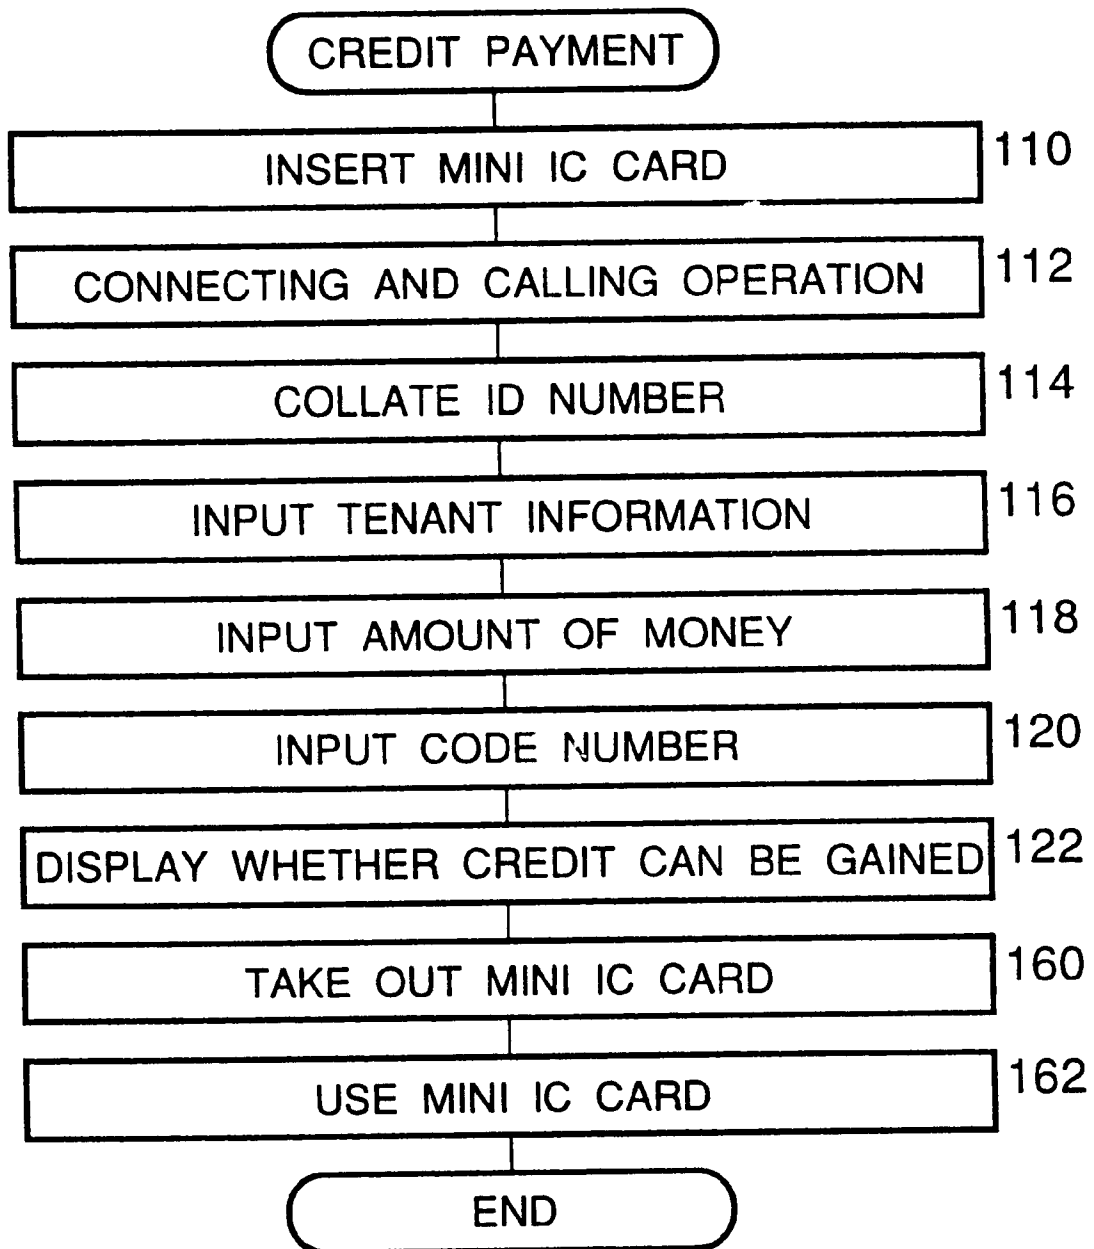 CREDIT PAYMENT
INSERT MINI IC CARD 110
CONNECTING AND CALLING OPERATION 112
COLLATE ID NUMBER 114
INPUT TENANT INFORMATION 116
INPUT AMOUNT OF MONEY 118
INPUT CODE NUMBER 120
DISPLAY WHETHER CREDIT CAN BE GAINED 122
TAKE OUT MINI IC CARD 160
USE MINI IC CARD 162
END